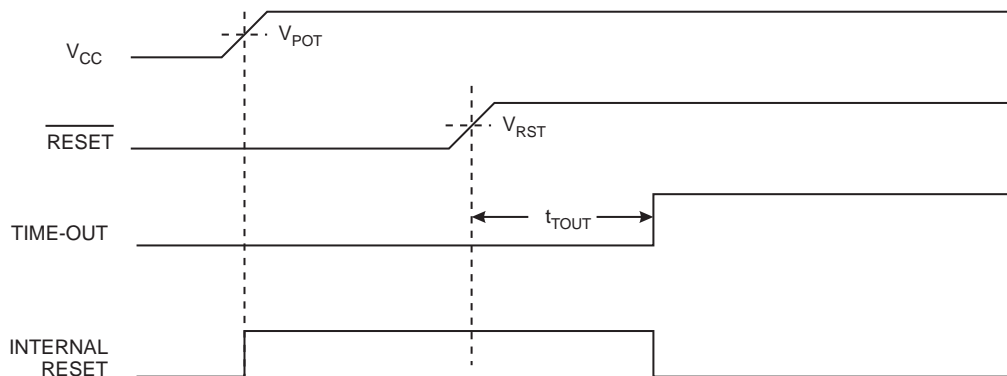 V_CC
V_POT
RESET
V_RST
TIME-OUT
t_TOUT
INTERNAL
RESET